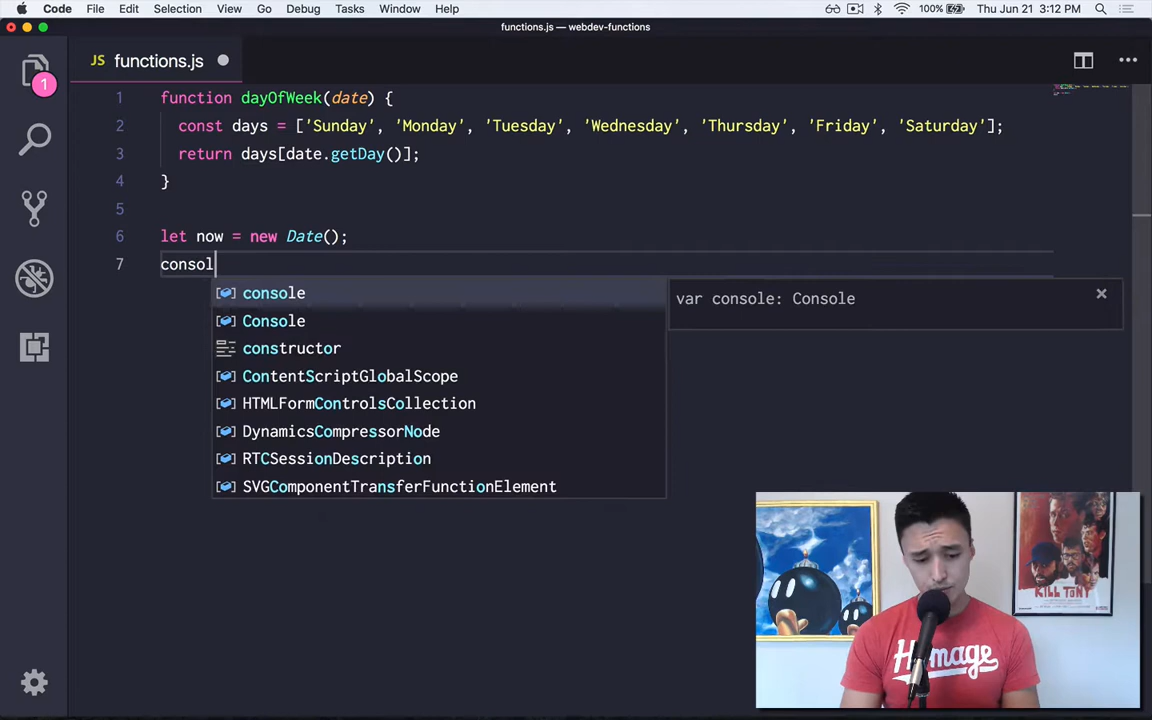 Code File Edit Selection View Go Debug Tasks Window Help 100% Thu Jun 21 3:12 PM
functions.js — webdev-functions
JS functions.js
1
1 function dayOfWeek(date) {
2 const days = ['Sunday', 'Monday', 'Tuesday', 'Wednesday', 'Thursday', 'Friday', 'Saturday'];
3 return days[date.getDay()];
4 }
5
6 let now = new Date();
7 consol
console
var console: Console
Console
constructor
ContentScriptGlobalScope
HTMLFormControlsCollection
DynamicsCompressorNode
RTCSessionDescription
SVGComponentTransferFunctionElement
KILL TONY
Homage